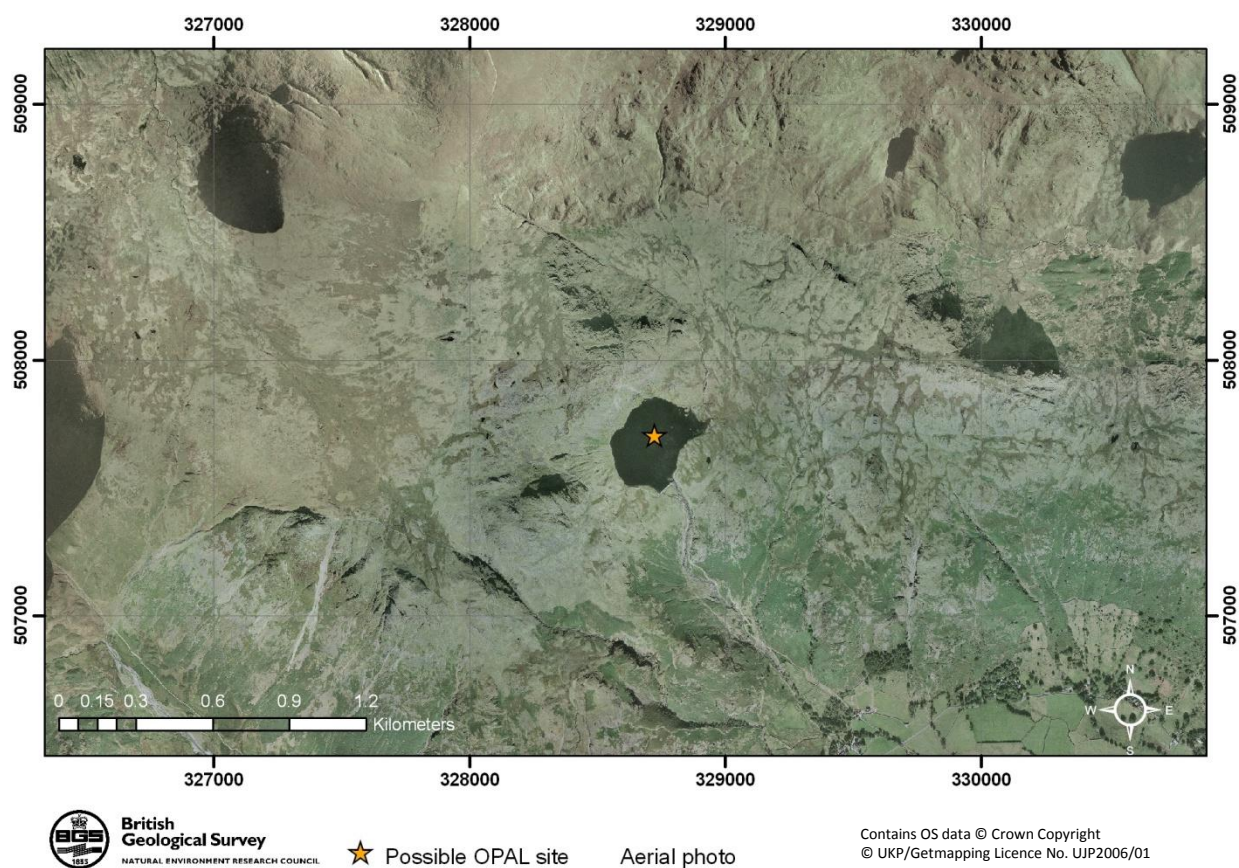 327000 328000 329000 330000
509000 509000
508000 508000
507000 507000
0 0.15 0.3 0.6 0.9 1.2
Kilometers
N
W E
S
327000 328000 329000 330000
BGS
1835
British
Geological Survey
NATURAL ENVIRONMENT RESEARCH COUNCIL
Possible OPAL site
Aerial photo
Contains OS data © Crown Copyright
© UKP/Getmapping Licence No. UJP2006/01